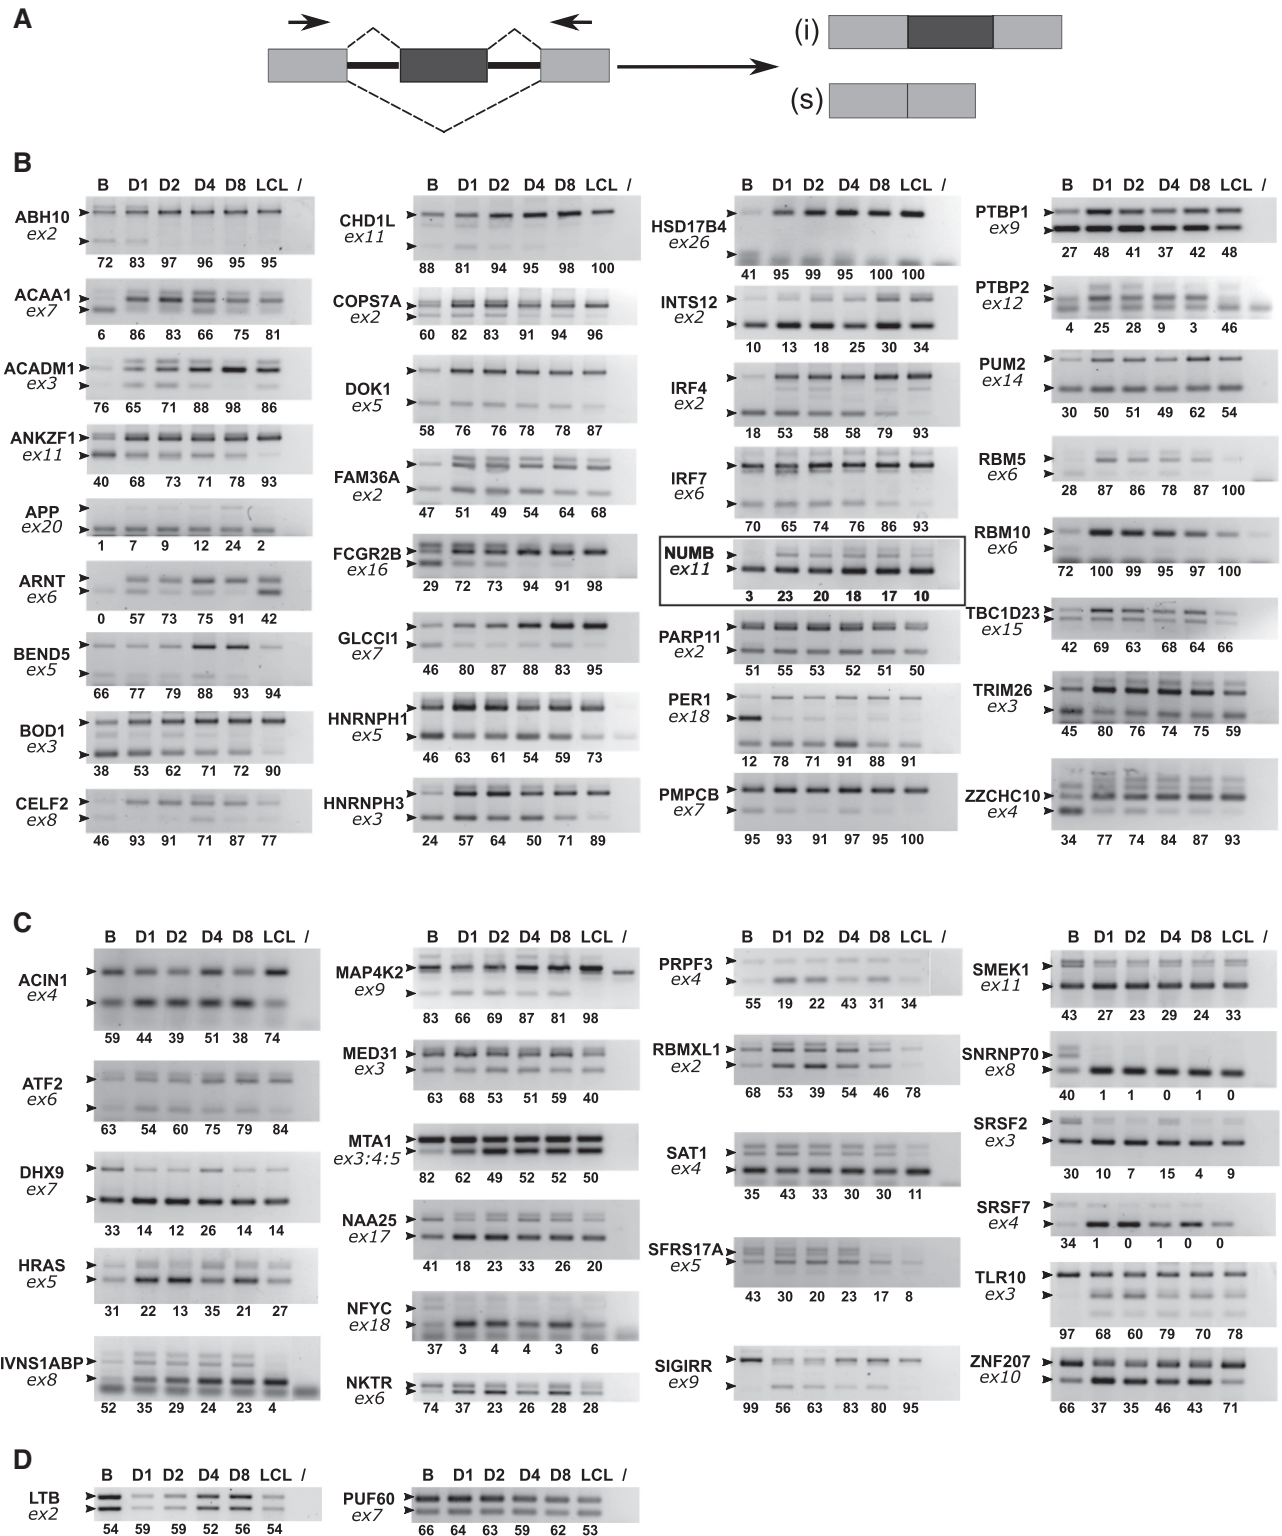 A
(i)
(s)
B
B D1 D2 D4 D8 LCL /
ABH10
ex2
72 83 97 96 95 95
ACAA1
ex7
6 86 83 66 75 81
ACADM1
ex3
76 65 71 88 98 86
ANKZF1
ex11
40 68 73 71 78 93
APP
ex20
1 7 9 12 24 2
ARNT
ex6
0 57 73 75 91 42
BEND5
ex5
66 77 79 88 93 94
BOD1
ex3
38 53 62 71 72 90
CELF2
ex8
46 93 91 71 87 77
B D1 D2 D4 D8 LCL /
CHD1L
ex11
88 81 94 95 98 100
COPS7A
ex2
60 82 83 91 94 96
DOK1
ex5
58 76 76 78 78 87
FAM36A
ex2
47 51 49 54 64 68
FCGR2B
ex16
29 72 73 94 91 98
GLCCI1
ex7
46 80 87 88 83 95
HNRNPH1
ex5
46 63 61 54 59 73
HNRNPH3
ex3
24 57 64 50 71 89
B D1 D2 D4 D8 LCL /
HSD17B4
ex26
41 95 99 95 100 100
INTS12
ex2
10 13 18 25 30 34
IRF4
ex2
18 53 58 58 79 93
IRF7
ex6
70 65 74 76 86 93
NUMB
ex11
3 23 20 18 17 10
PARP11
ex2
51 55 53 52 51 50
PER1
ex18
12 78 71 91 88 91
PMPCB
ex7
95 93 91 97 95 100
B D1 D2 D4 D8 LCL /
PTBP1
ex9
27 48 41 37 42 48
PTBP2
ex12
4 25 28 9 3 46
PUM2
ex14
30 50 51 49 62 54
RBM5
ex6
28 87 86 78 87 100
RBM10
ex6
72 100 99 95 97 100
TBC1D23
ex15
42 69 63 68 64 66
TRIM26
ex3
45 80 76 74 75 59
ZZCHC10
ex4
34 77 74 84 87 93
C
B D1 D2 D4 D8 LCL /
ACIN1
ex4
59 44 39 51 38 74
ATF2
ex6
63 54 60 75 79 84
DHX9
ex7
33 14 12 26 14 14
HRAS
ex5
31 22 13 35 21 27
IVNS1ABP
ex8
52 35 29 24 23 4
B D1 D2 D4 D8 LCL /
MAP4K2
ex9
83 66 69 87 81 98
MED31
ex3
63 68 53 51 59 40
MTA1
ex3:4:5
82 62 49 52 52 50
NAA25
ex17
41 18 23 33 26 20
NFYC
ex18
37 3 4 4 3 6
NKTR
ex6
74 37 23 26 28 28
B D1 D2 D4 D8 LCL /
PRPF3
ex4
55 19 22 43 31 34
RBMXL1
ex2
68 53 39 54 46 78
SAT1
ex4
35 43 33 30 30 11
SFRS17A
ex5
43 30 20 23 17 8
SIGIRR
ex9
99 56 63 83 80 95
B D1 D2 D4 D8 LCL /
SMEK1
ex11
43 27 23 29 24 33
SNRNP70
ex8
40 1 1 0 1 0
SRSF2
ex3
30 10 7 15 4 9
SRSF7
ex4
34 1 0 1 0 0
TLR10
ex3
97 68 60 79 70 78
ZNF207
ex10
66 37 35 46 43 71
D
B D1 D2 D4 D8 LCL /
LTB
ex2
54 59 59 52 56 54
B D1 D2 D4 D8 LCL /
PUF60
ex7
66 64 63 59 62 53